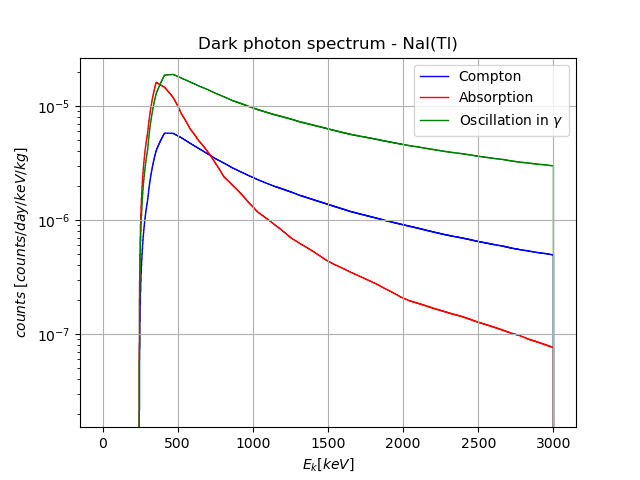 Dark photon spectrum - NaI(Tl)
Compton
Absorption
Oscillation in γ
10⁻⁵
10⁻⁶
10⁻⁷
counts [counts/day/keV/kg]
0 500 1000 1500 2000 2500 3000
Eₖ[keV]